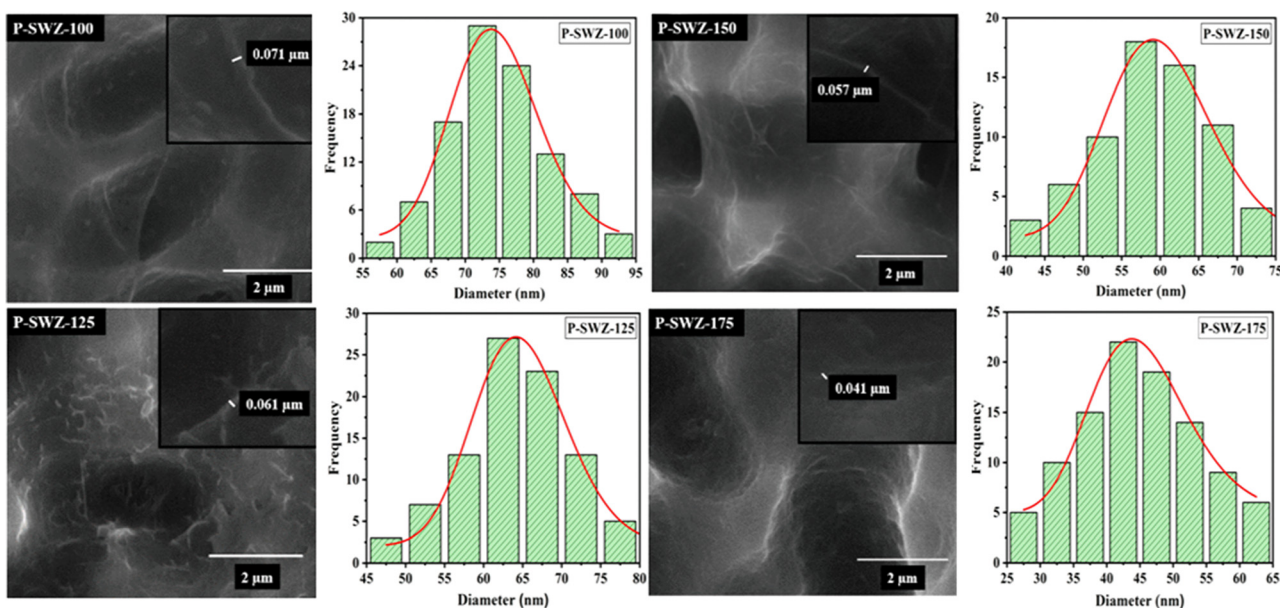 P-SWZ-100
0.071 µm
2 µm
P-SWZ-100
Frequency
30
24
18
12
6
0
55 60 65 70 75 80 85 90 95
Diameter (nm)
P-SWZ-150
0.057 µm
2 µm
P-SWZ-150
Frequency
20
15
10
5
0
40 45 50 55 60 65 70 75
Diameter (nm)
P-SWZ-125
0.061 µm
2 µm
P-SWZ-125
Frequency
30
25
20
15
10
5
0
45 50 55 60 65 70 75 80
Diameter (nm)
P-SWZ-175
0.041 µm
2 µm
P-SWZ-175
Frequency
25
20
15
10
5
0
25 30 35 40 45 50 55 60 65
Diameter (nm)